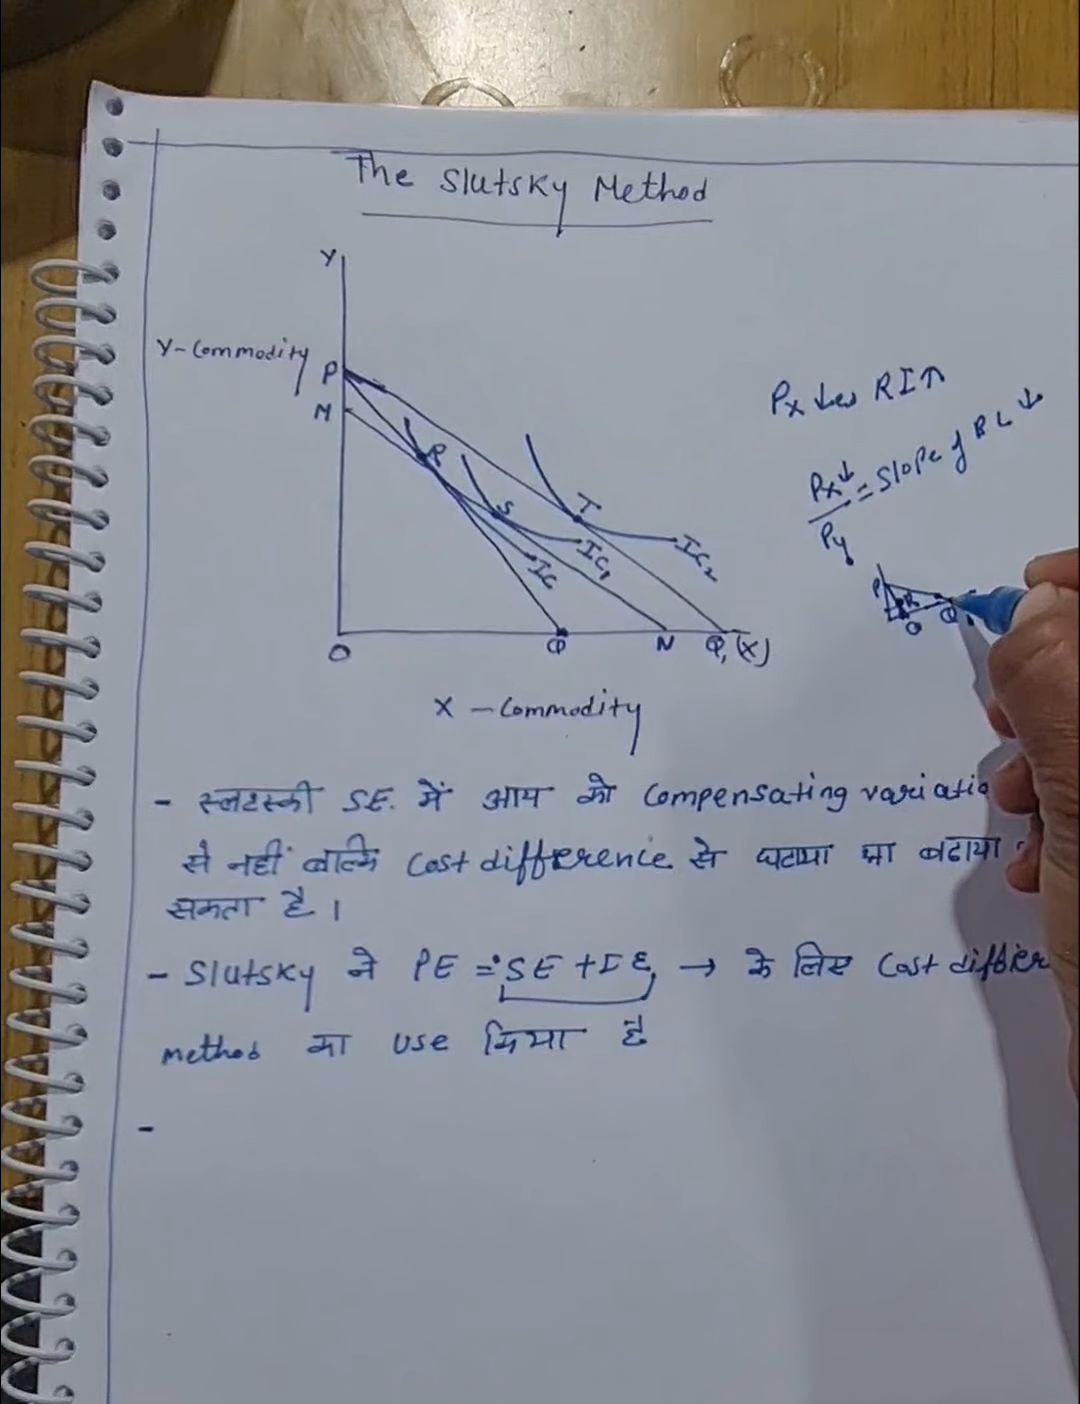 The Slutsky Method
Y
Y-Commodity
P
M
R
S
T
IC
IC₁
IC₂
O
Q
N
Q₁ (X)
X - Commodity
Px ↓es RI↑
Px↓ = Slope of BL↓
Py
P
R
Q
Q
- स्लटस्की S.E. में आय को Compensating variatio
से नहीं बल्कि Cost difference से घटाया या बढाया
सकता है।
- Slutsky ने PE = SE + IE → के लिए Cost differ
method का use किया है
-